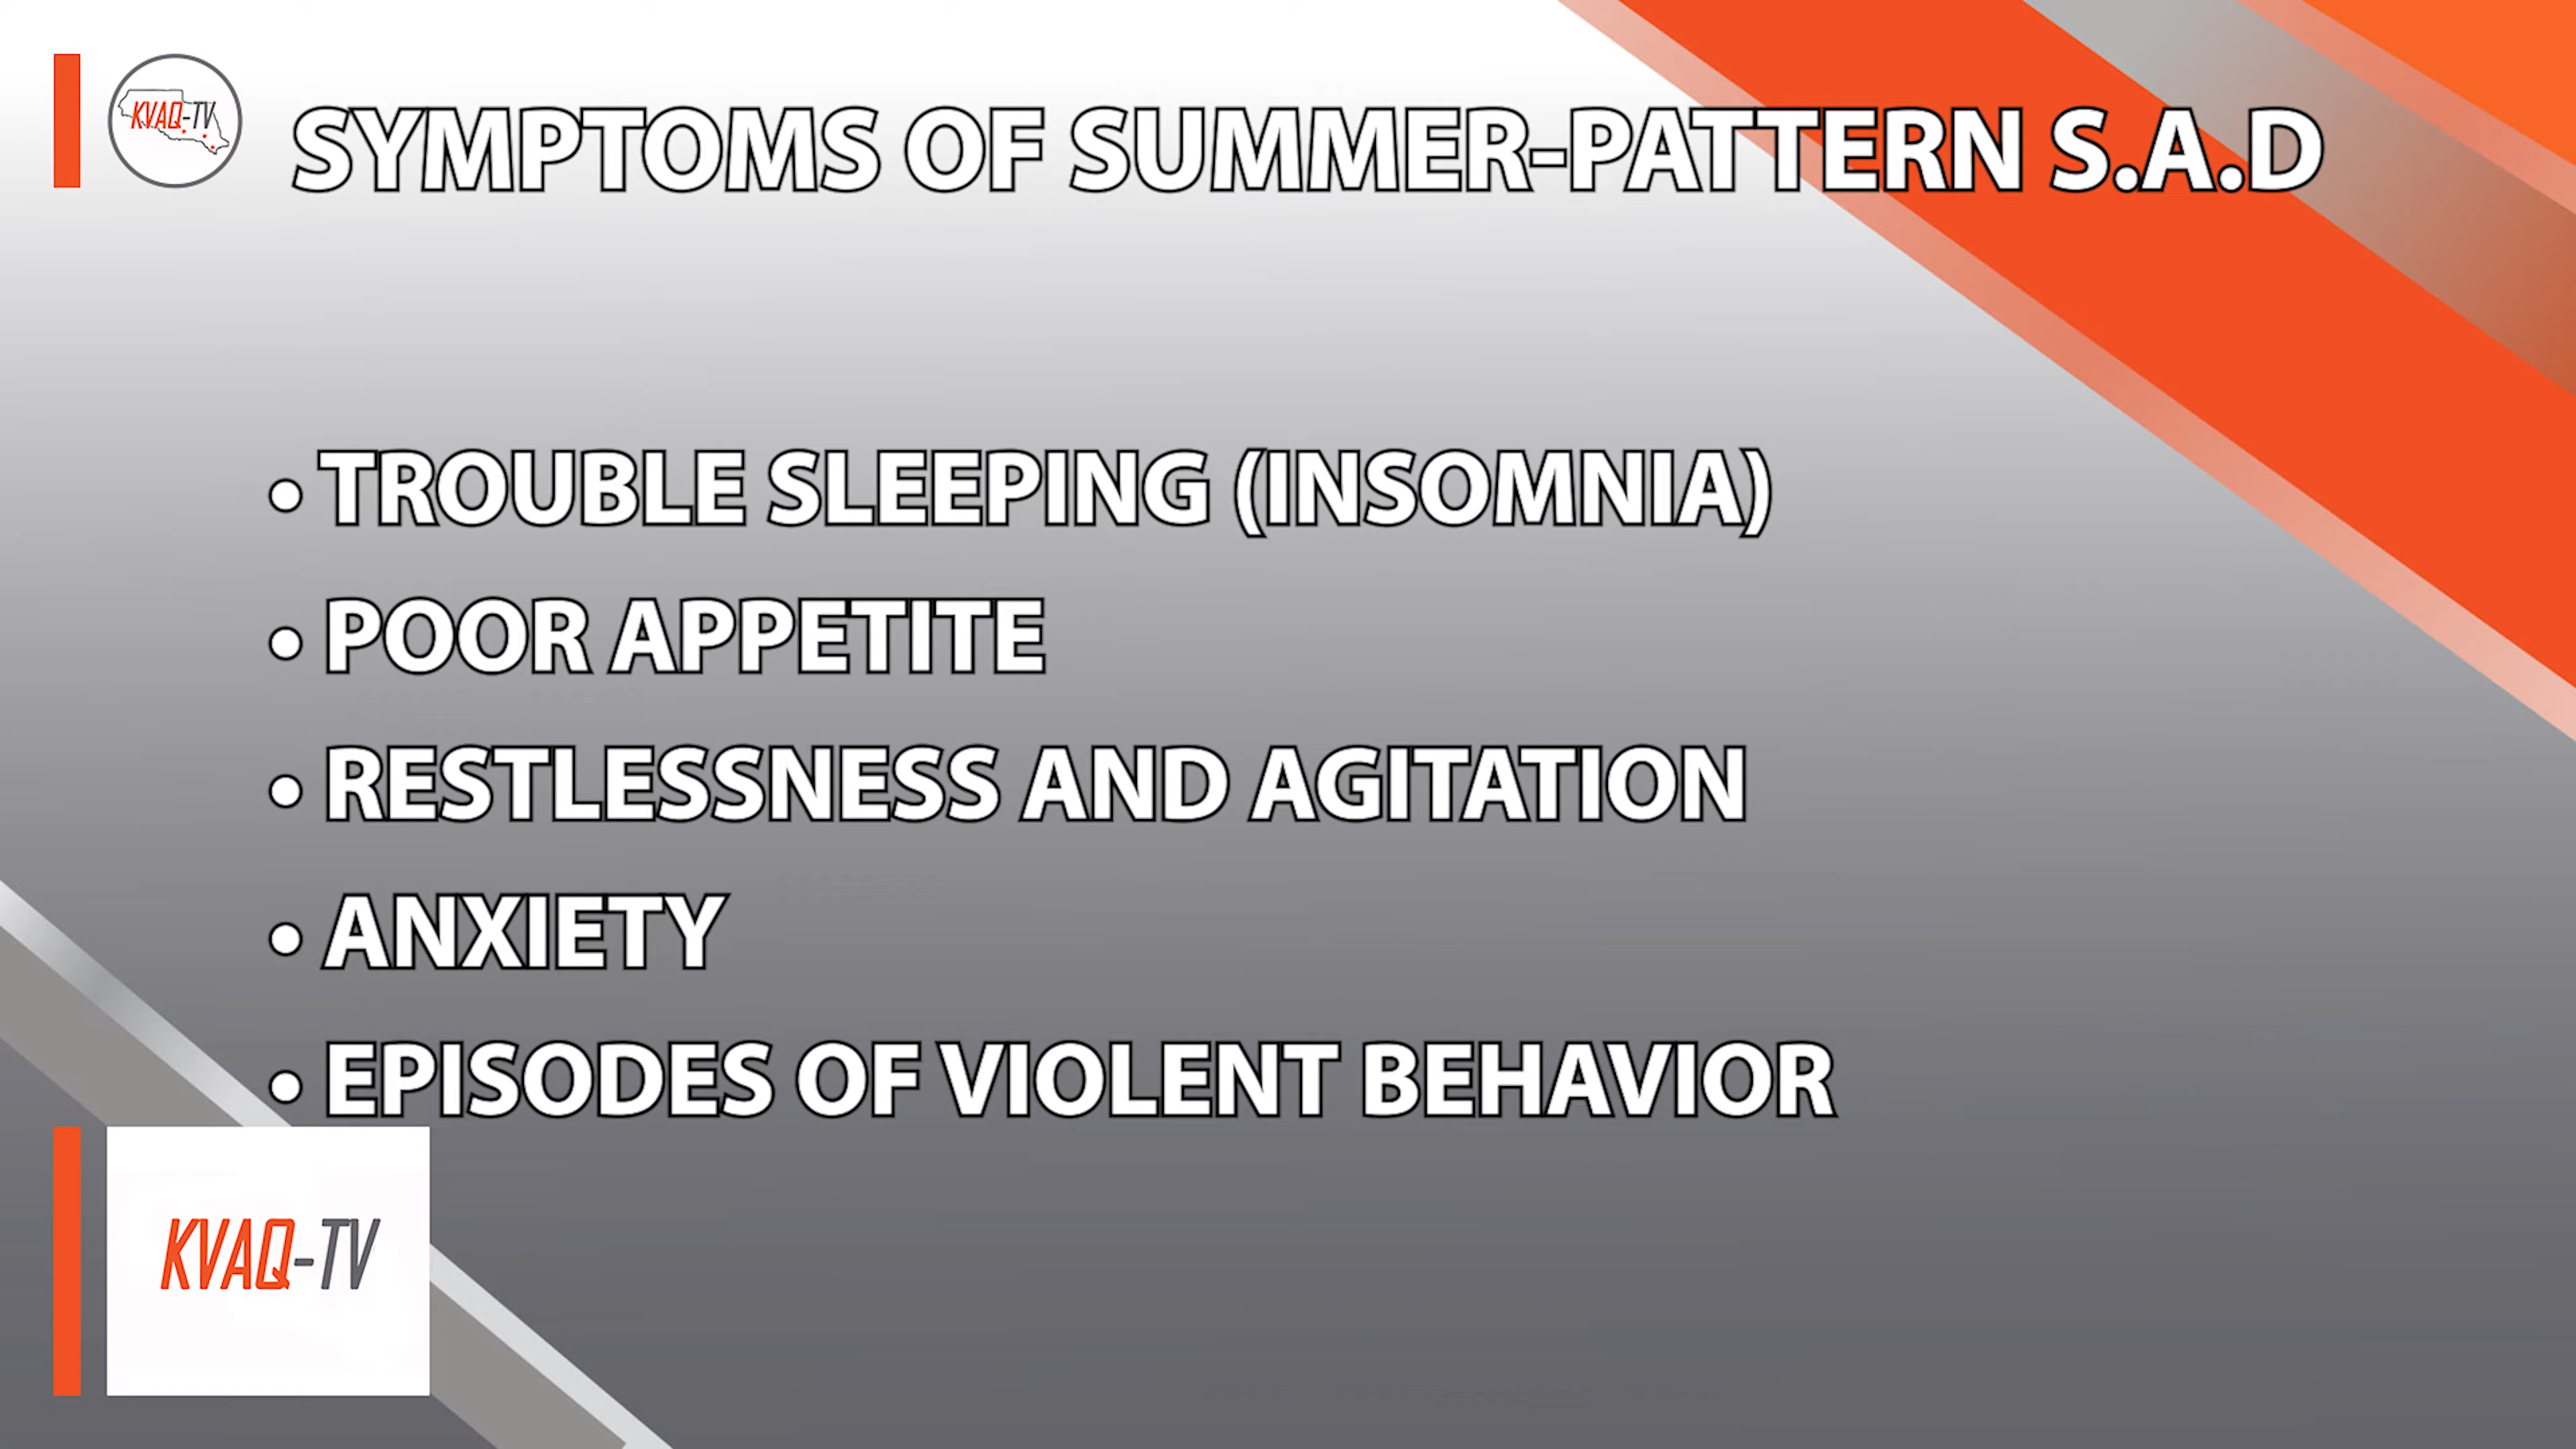 KVAQ-TV
SYMPTOMS OF SUMMER-PATTERN S.A.D
• TROUBLE SLEEPING (INSOMNIA)
• POOR APPETITE
• RESTLESSNESS AND AGITATION
• ANXIETY
• EPISODES OF VIOLENT BEHAVIOR
KVAQ-TV